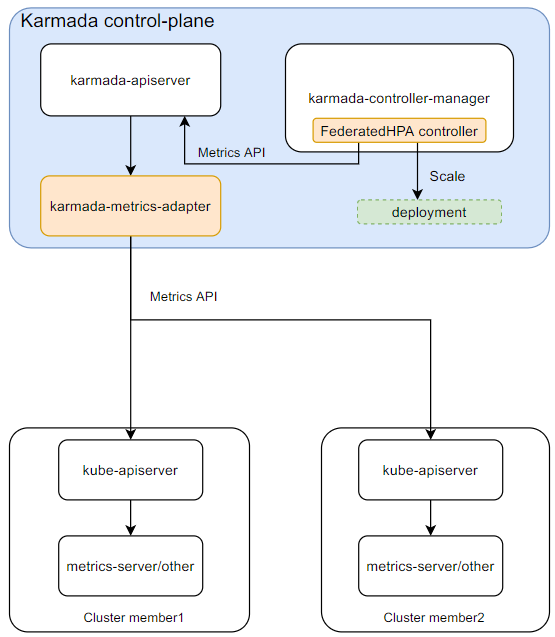 Karmada control-plane
karmada-apiserver
karmada-controller-manager
FederatedHPA controller
Metrics API
Scale
karmada-metrics-adapter
deployment
Metrics API
kube-apiserver
kube-apiserver
metrics-server/other
metrics-server/other
Cluster member1
Cluster member2